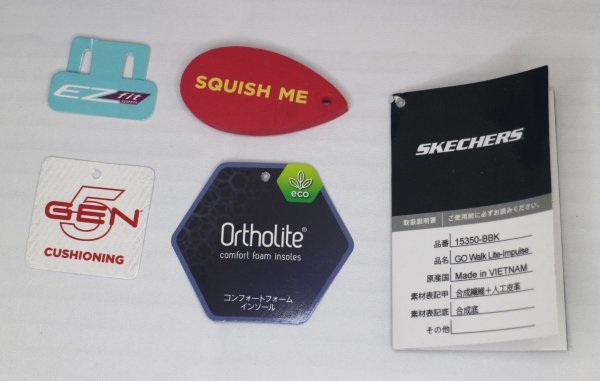 EZ fit
system
SQUISH ME
GEN 5
CUSHIONING
eco
Ortholite®
comfort foam insoles
コンフォートフォーム
インソール
SKECHERS
取扱説明書 ご使用前に必ずお読みください。
品番 15350-BBK
品名 GO Walk Lite-Impulse
原産国 Made in VIETNAM
素材表記甲 合成繊維+人工皮革
素材表記底 合成底
その他